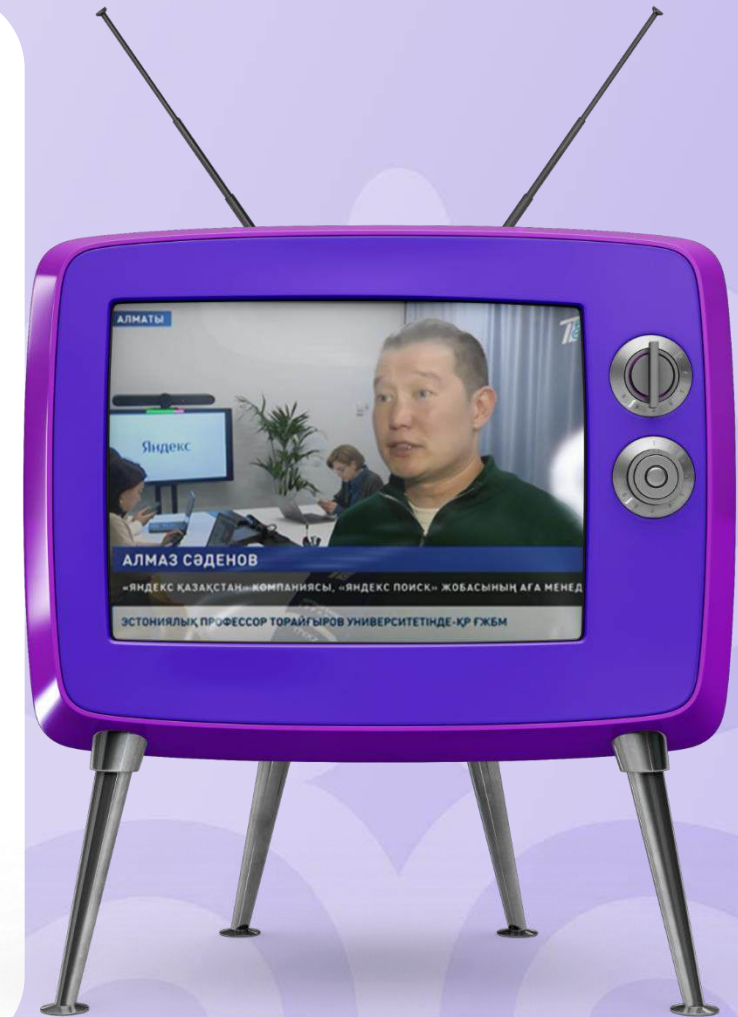 АЛМАТЫ
Яндекс
АЛМАЗ СӘДЕНОВ
«ЯНДЕКС ҚАЗАҚСТАН» КОМПАНИЯСЫ, «ЯНДЕКС ПОИСК» ЖОБАСЫНЫҢ АҒА МЕНЕД
ЭСТОНИЯЛЫҚ ПРОФЕССОР ТОРАЙҒЫРОВ УНИВЕРСИТЕТІНДЕ-ҚР ҒЖБМ